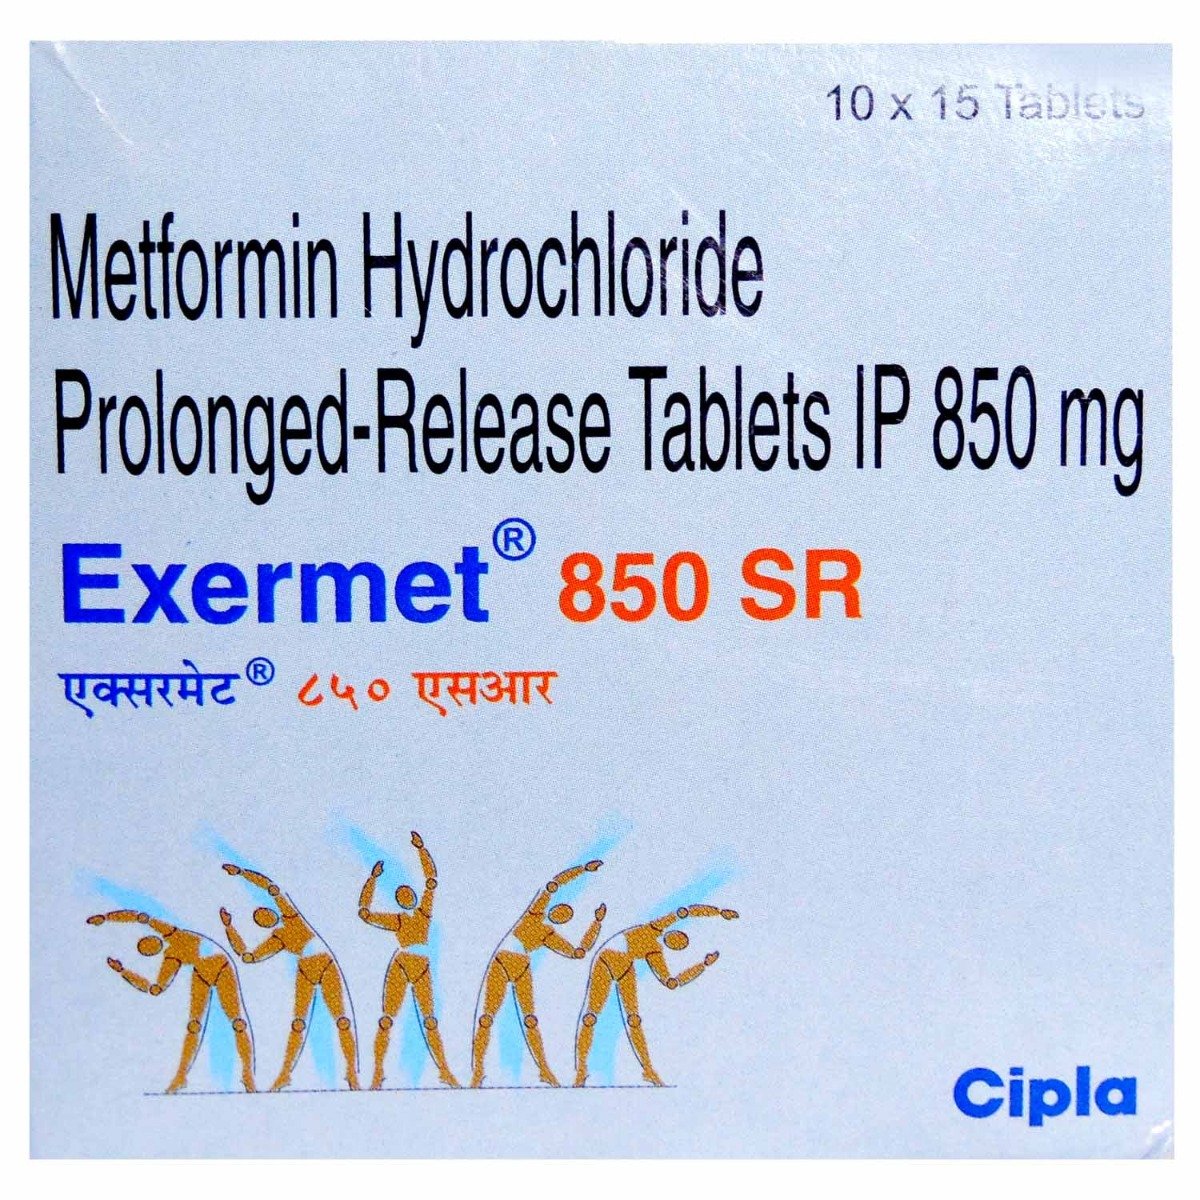 10 x 15 Tablets
Metformin Hydrochloride
Prolonged-Release Tablets IP 850 mg
Exermet® 850 SR
एक्सरमेट® ८५० एसआर
Cipla